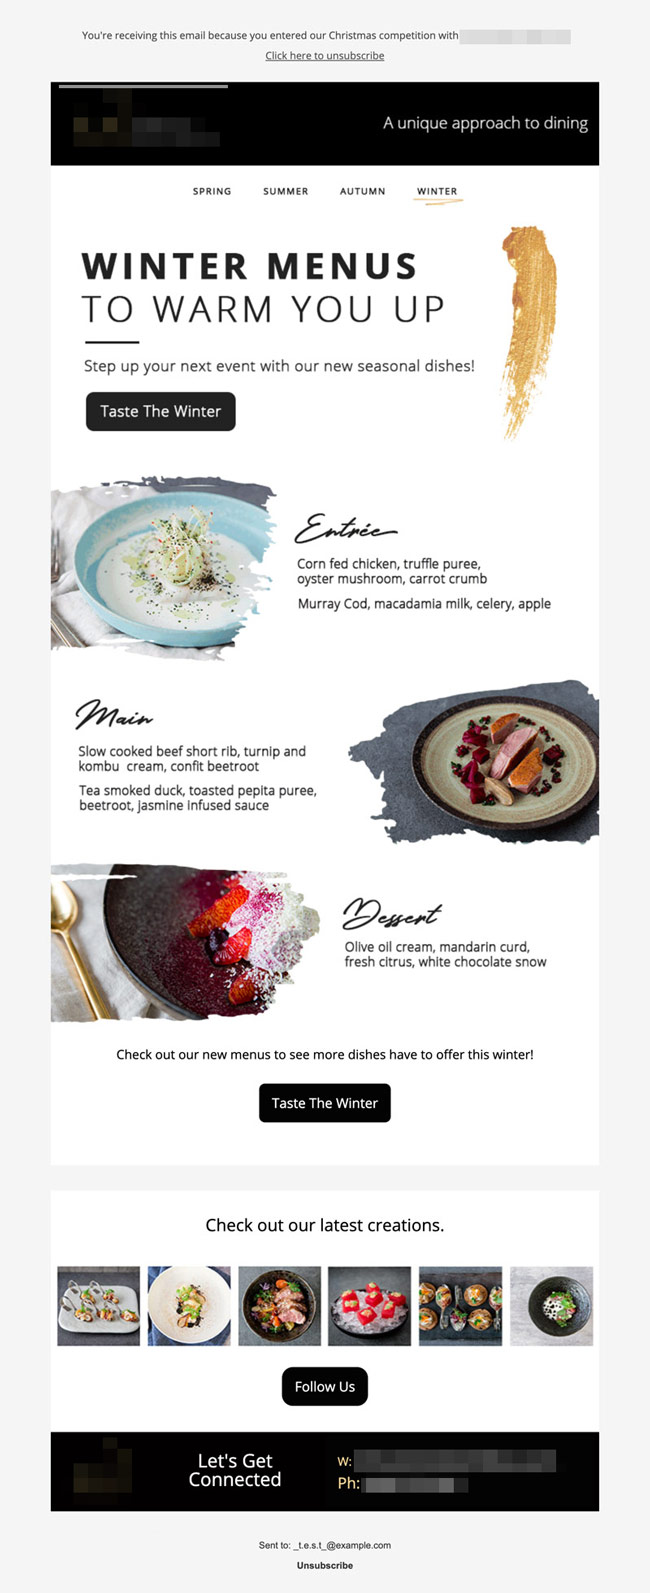 You're receiving this email because you entered our Christmas competition with
Click here to unsubscribe
A unique approach to dining
SPRING SUMMER AUTUMN WINTER
WINTER MENUS
TO WARM YOU UP
Step up your next event with our new seasonal dishes!
Taste The Winter
Entrée
Corn fed chicken, truffle puree,
oyster mushroom, carrot crumb
Murray Cod, macadamia milk, celery, apple
Main
Slow cooked beef short rib, turnip and
kombu cream, confit beetroot
Tea smoked duck, toasted pepita puree,
beetroot, jasmine infused sauce
Dessert
Olive oil cream, mandarin curd,
fresh citrus, white chocolate snow
Check out our new menus to see more dishes have to offer this winter!
Taste The Winter
Check out our latest creations.
Follow Us
Let's Get
Connected
W:
Ph:
Sent to: _t.e.s.t_@example.com
Unsubscribe